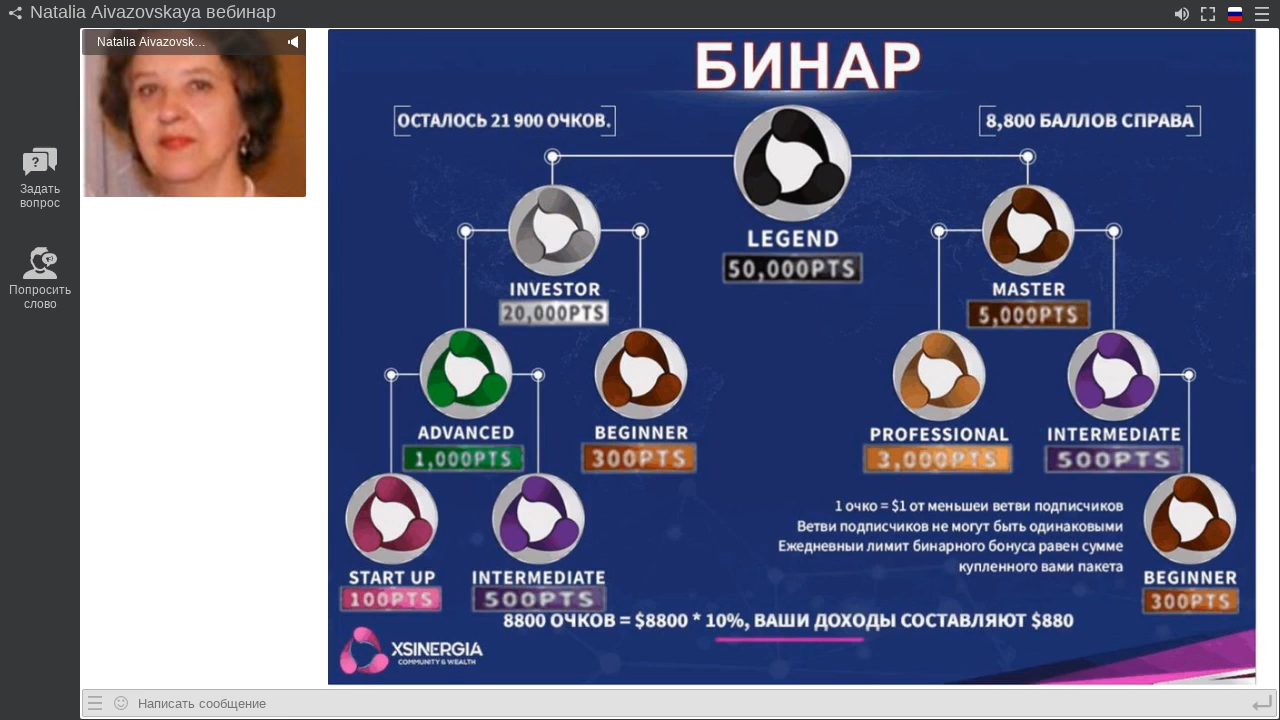 Natalia Aivazovskaya вебинар
Natalia Aivazovsk...
Задать
вопрос
Попросить
слово
БИНАР
ОСТАЛОСЬ 21 900 ОЧКОВ.
8,800 БАЛЛОВ СПРАВА
LEGEND
50,000PTS
INVESTOR
20,000PTS
MASTER
5,000PTS
ADVANCED
1,000PTS
BEGINNER
300PTS
PROFESSIONAL
3,000PTS
INTERMEDIATE
500PTS
START UP
100PTS
INTERMEDIATE
500PTS
1 очко = $1 от меньшеи ветви подписчиков
Ветви подписчиков не могут быть одинаковыми
Ежедневныи лимит бинарного бонуса равен сумме
купленного вами пакета
BEGINNER
300PTS
8800 ОЧКОВ = $8800 * 10%, ВАШИ ДОХОДЫ СОСТАВЛЯЮТ $880
XSINERGIA
COMMUNITY & WEALTH
Написать сообщение